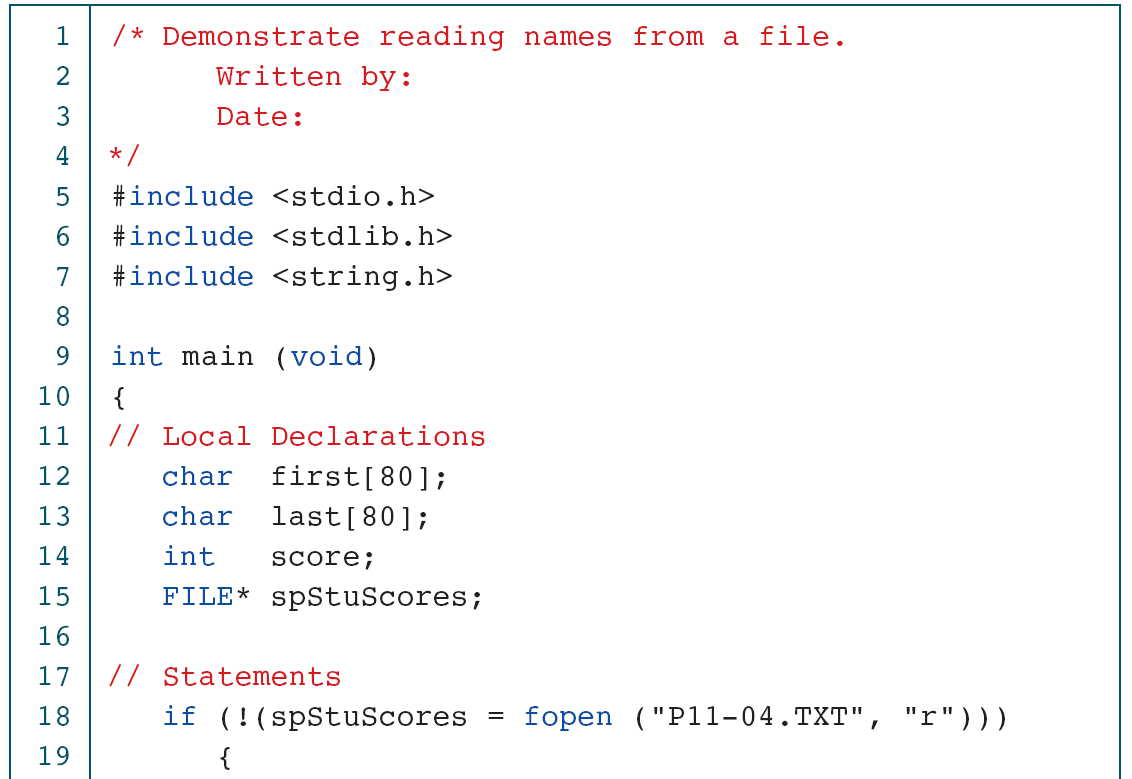 1 /* Demonstrate reading names from a file.
2 Written by:
3 Date:
4 */
5 #include <stdio.h>
6 #include <stdlib.h>
7 #include <string.h>
8
9 int main (void)
10 {
11 // Local Declarations
12 char first[80];
13 char last[80];
14 int score;
15 FILE* spStuScores;
16
17 // Statements
18 if (!(spStuScores = fopen ("P11-04.TXT", "r")))
19 {